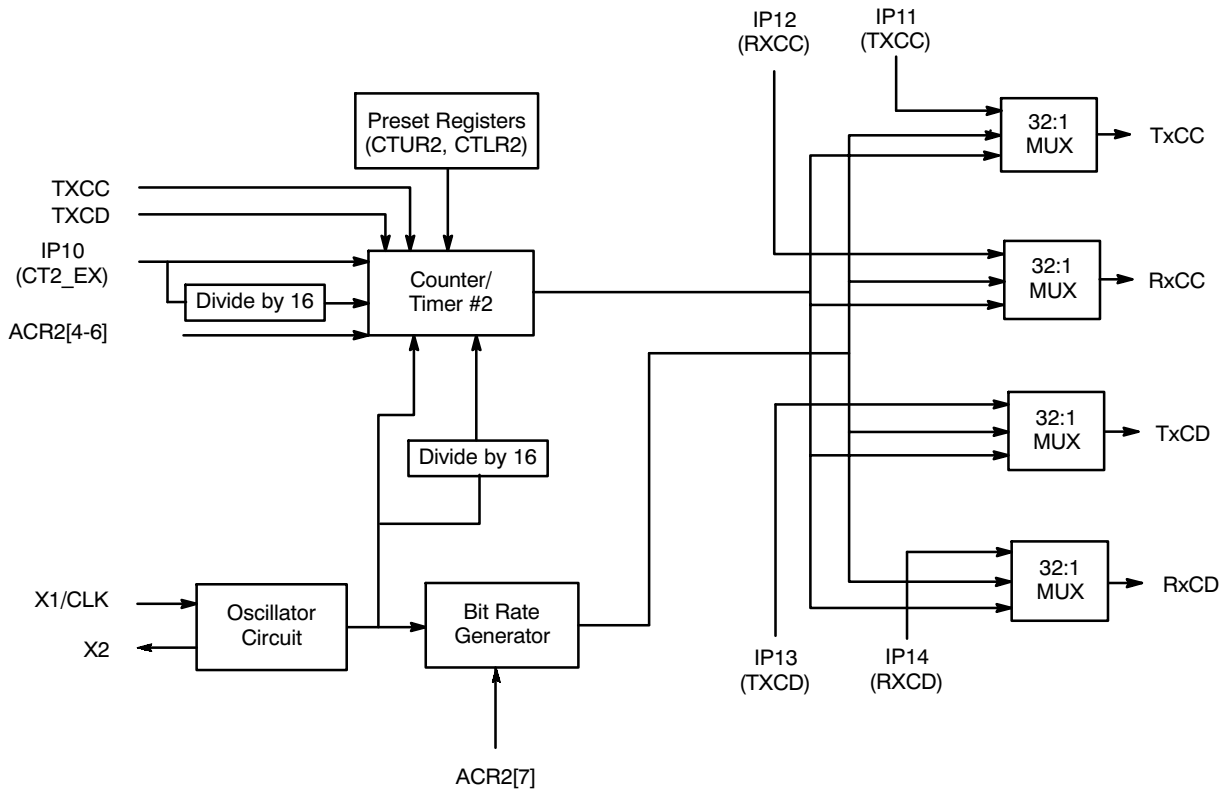 IP12
(RXCC)
IP11
(TXCC)
Preset Registers
(CTUR2, CTLR2)
32:1
MUX
TxCC
TXCC
TXCD
IP10
(CT2_EX)
Divide by 16
Counter/
Timer #2
32:1
MUX
RxCC
ACR2[4-6]
32:1
MUX
TxCD
Divide by 16
32:1
MUX
RxCD
X1/CLK
X2
Oscillator
Circuit
Bit Rate
Generator
IP13
(TXCD)
IP14
(RXCD)
ACR2[7]